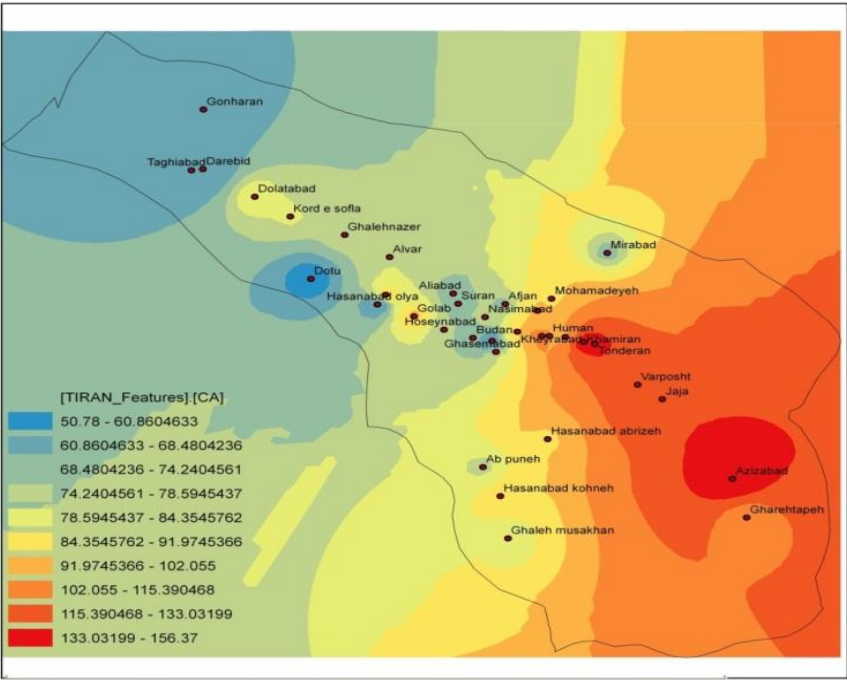 Gonharan
Taghiabad Darebid
Dolatabad
Kord e sofla
Ghalehnazer
Alvar
Mirabad
Dotu
Aliabad
Hasanabad olya
Suran
Afjan
Mohamadeyeh
Golab
Nasimabad
Hoseynabad
Budan
Human
Ghasemabad
Kheyrabad
Khamiran
Tonderan
Varposht
Jaja
Hasanabad abrizeh
Ab puneh
Azizabad
Hasanabad kohneh
Gharehtapeh
Ghaleh musakhan
[TIRAN_Features].[CA]
50.78 - 60.8604633
60.8604633 - 68.4804236
68.4804236 - 74.2404561
74.2404561 - 78.5945437
78.5945437 - 84.3545762
84.3545762 - 91.9745366
91.9745366 - 102.055
102.055 - 115.390468
115.390468 - 133.03199
133.03199 - 156.37